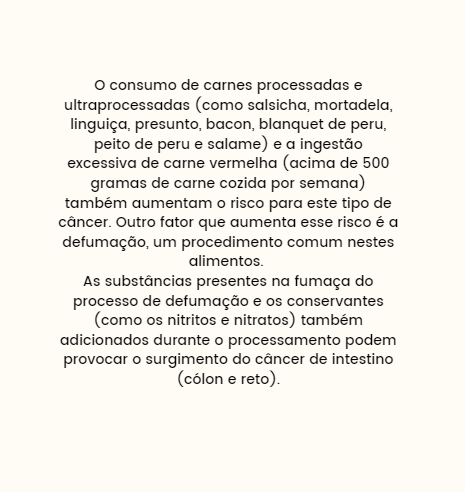 O consumo de carnes processadas e
ultraprocessadas (como salsicha, mortadela,
linguiça, presunto, bacon, blanquet de peru,
peito de peru e salame) e a ingestão
excessiva de carne vermelha (acima de 500
gramas de carne cozida por semana)
também aumentam o risco para este tipo de
câncer. Outro fator que aumenta esse risco é a
defumação, um procedimento comum nestes
alimentos.
As substâncias presentes na fumaça do
processo de defumação e os conservantes
(como os nitritos e nitratos) também
adicionados durante o processamento podem
provocar o surgimento do câncer de intestino
(cólon e reto).